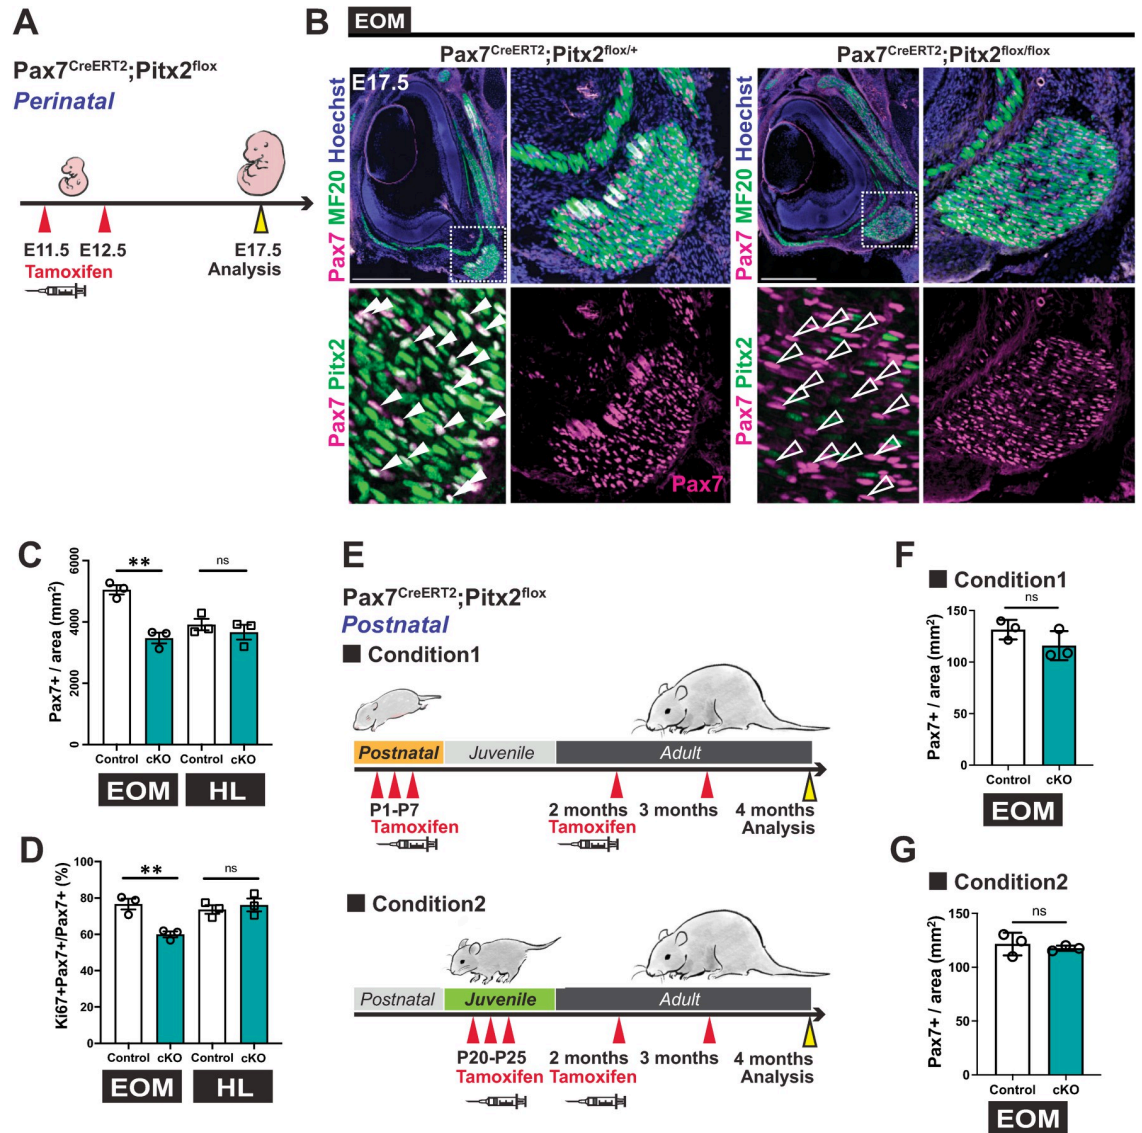 A
Pax7CreERT2;Pitx2flox
Perinatal
E11.5 E12.5 E17.5
Tamoxifen Analysis
B
EOM
Pax7CreERT2;Pitx2flox/+
Pax7CreERT2;Pitx2flox/flox
E17.5
Pax7 MF20 Hoechst
Pax7 Pitx2
Pax7
Pax7 MF20 Hoechst
Pax7 Pitx2
C
Pax7+ / area (mm2)
6000
4000
2000
0
** ns
Control cKO Control cKO
EOM HL
D
Ki67+Pax7+/Pax7+ (%)
100
80
60
40
20
0
** ns
Control cKO Control cKO
EOM HL
E
Pax7CreERT2;Pitx2flox
Postnatal
Condition1
Postnatal Juvenile Adult
P1-P7 2 months 3 months 4 months
Tamoxifen Tamoxifen Analysis
Condition2
Postnatal Juvenile Adult
P20-P25 2 months 3 months 4 months
Tamoxifen Tamoxifen Analysis
F
Condition1
ns
Pax7+ / area (mm2)
150
100
50
0
Control cKO
EOM
G
Condition2
ns
Pax7+ / area (mm2)
150
100
50
0
Control cKO
EOM